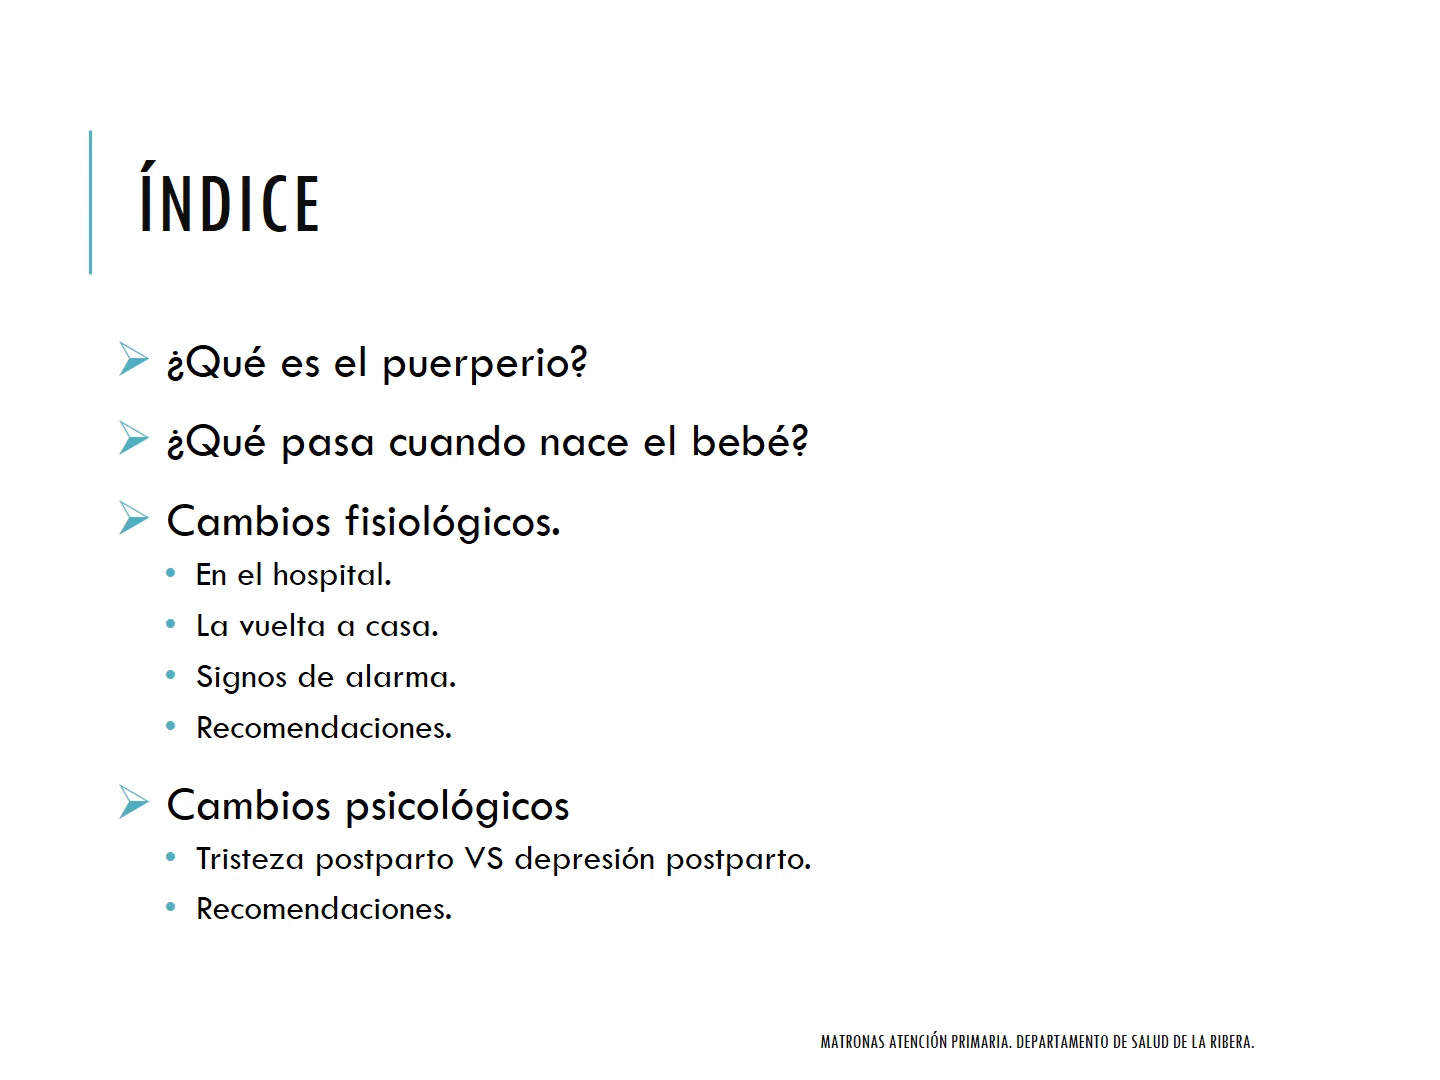 ÍNDICE
¿Qué es el puerperio?
¿Qué pasa cuando nace el bebé?
Cambios fisiológicos.
En el hospital.
La vuelta a casa.
Signos de alarma.
Recomendaciones.
Cambios psicológicos
Tristeza postparto VS depresión postparto.
Recomendaciones.
MATRONAS ATENCIÓN PRIMARIA. DEPARTAMENTO DE SALUD DE LA RIBERA.